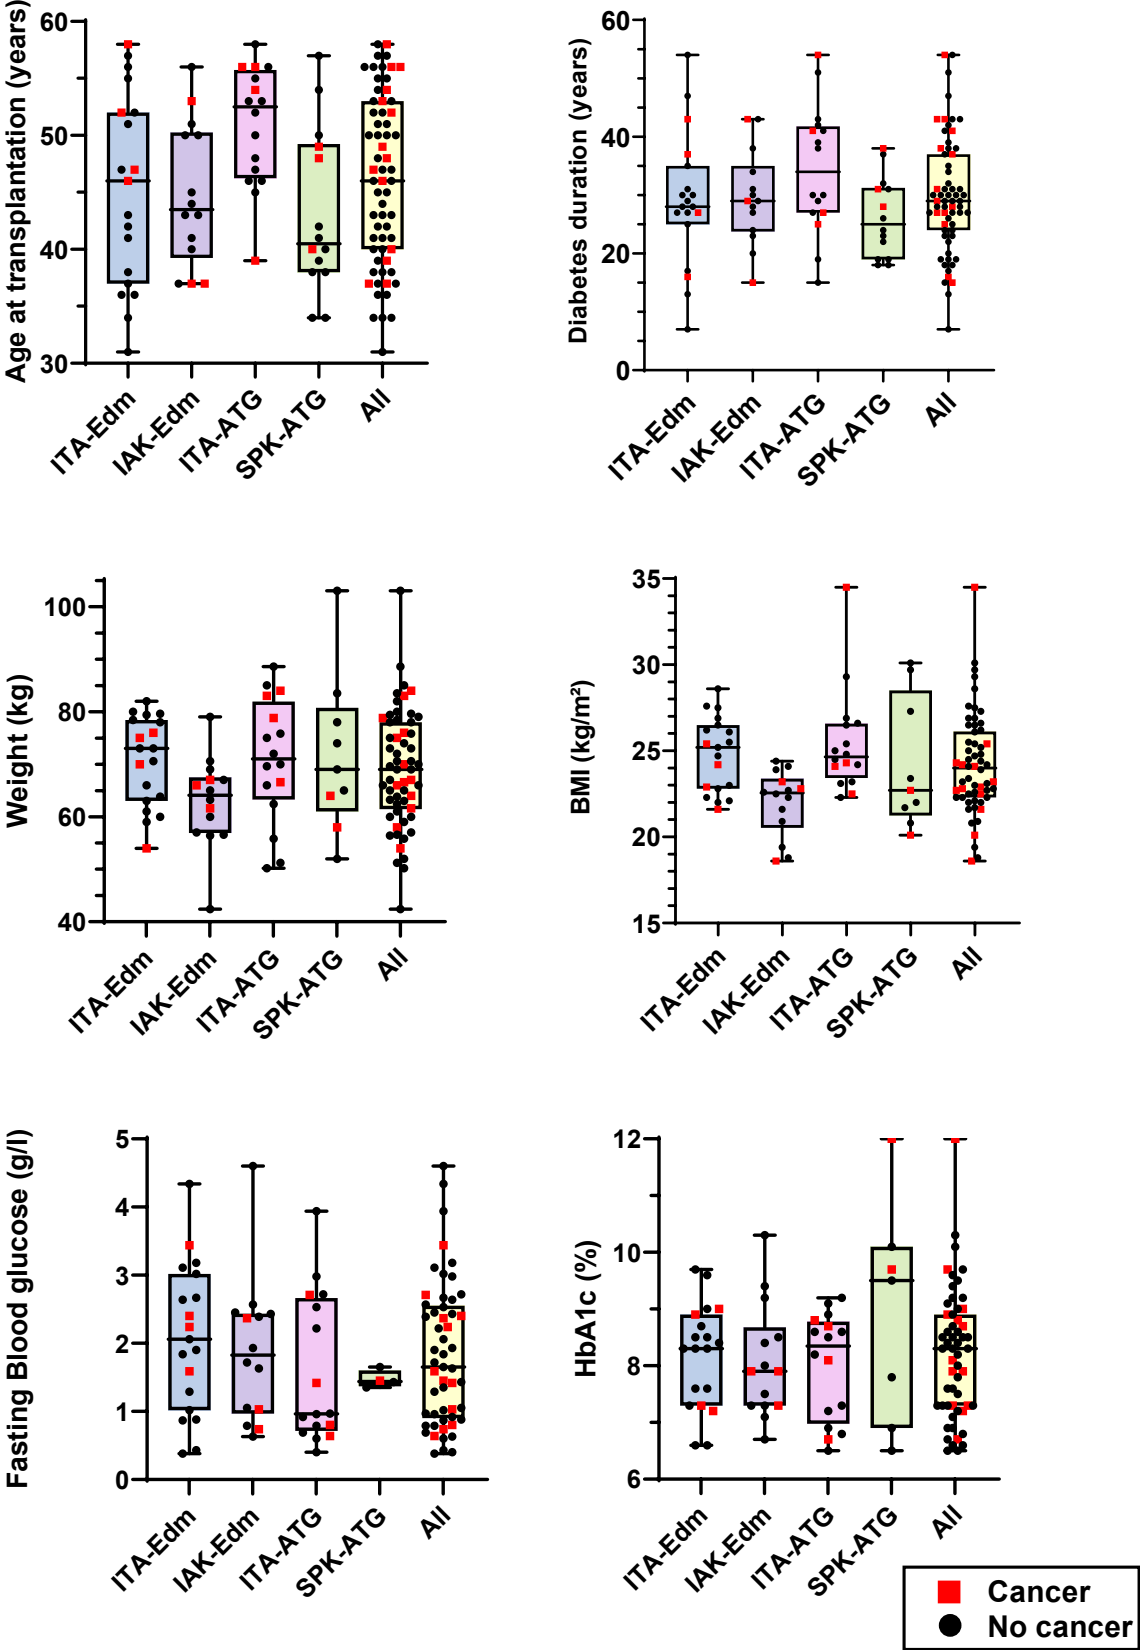 Age at transplantation (years)
60
50
40
30
ITA-Edm
IAK-Edm
ITA-ATG
SPK-ATG
All
Diabetes duration (years)
60
40
20
0
ITA-Edm
IAK-Edm
ITA-ATG
SPK-ATG
All
Weight (kg)
100
80
60
40
ITA-Edm
IAK-Edm
ITA-ATG
SPK-ATG
All
BMI (kg/m²)
35
30
25
20
15
ITA-Edm
IAK-Edm
ITA-ATG
SPK-ATG
All
Fasting Blood glucose (g/l)
5
4
3
2
1
0
ITA-Edm
IAK-Edm
ITA-ATG
SPK-ATG
All
HbA1c (%)
12
10
8
6
ITA-Edm
IAK-Edm
ITA-ATG
SPK-ATG
All
Cancer
No cancer